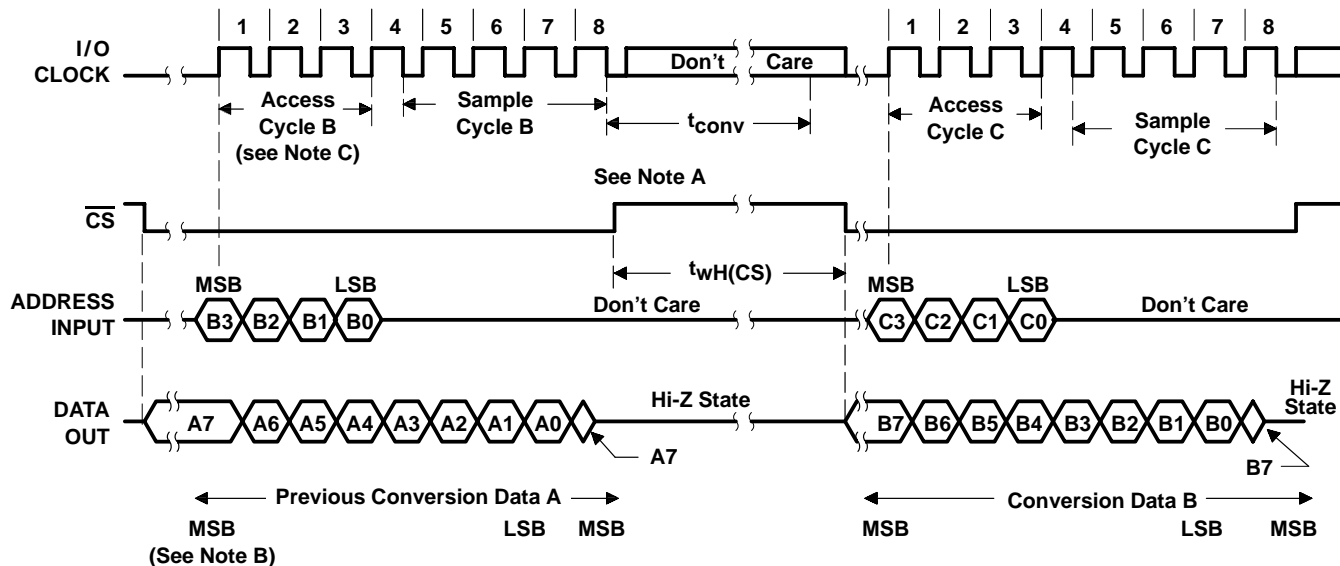 1 2 3 4 5 6 7 8 1 2 3 4 5 6 7 8
I/O
CLOCK
Don't Care
Access
Cycle B
(see Note C)
Sample
Cycle B
tconv
Access
Cycle C
Sample
Cycle C
See Note A
CS
twH(CS)
MSB LSB MSB LSB
ADDRESS
INPUT
B3 B2 B1 B0 Don't Care C3 C2 C1 C0 Don't Care
DATA
OUT
A7 A6 A5 A4 A3 A2 A1 A0 Hi-Z State B7 B6 B5 B4 B3 B2 B1 B0 Hi-Z
State
A7 B7
Previous Conversion Data A Conversion Data B
MSB LSB MSB MSB LSB MSB
(See Note B)